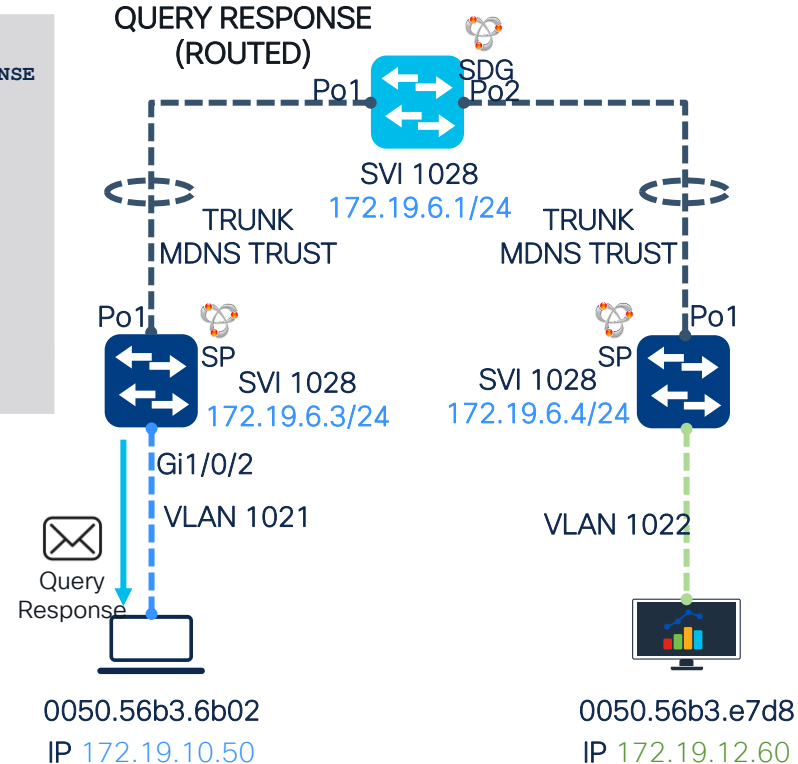 QUERY RESPONSE
(ROUTED)
NSE
SDG
Po1
Po2
SVI 1028
172.19.6.1/24
TRUNK
MDNS TRUST
TRUNK
MDNS TRUST
Po1
SP
SVI 1028
172.19.6.3/24
Po1
SP
SVI 1028
172.19.6.4/24
Gi1/0/2
VLAN 1021
VLAN 1022
Query
Response
0050.56b3.6b02
IP 172.19.10.50
0050.56b3.e7d8
IP 172.19.12.60